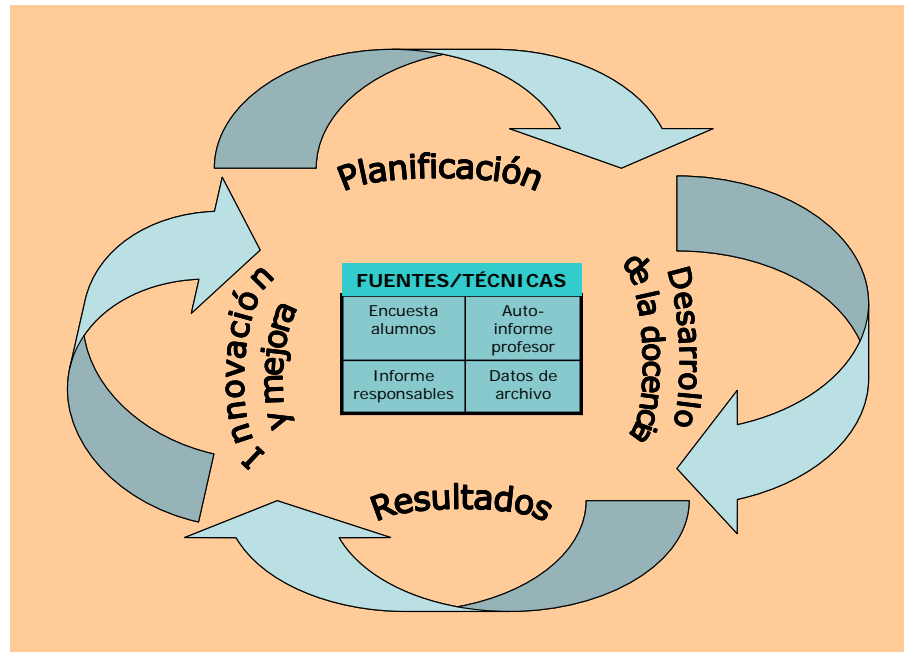 Planificación
Desarrollo
de la docencia
FUENTES/TÉCNICAS
Encuesta
alumnos
Auto-
informe
profesor
Informe
responsables
Datos de
archivo
Innovación
y mejora
Resultados